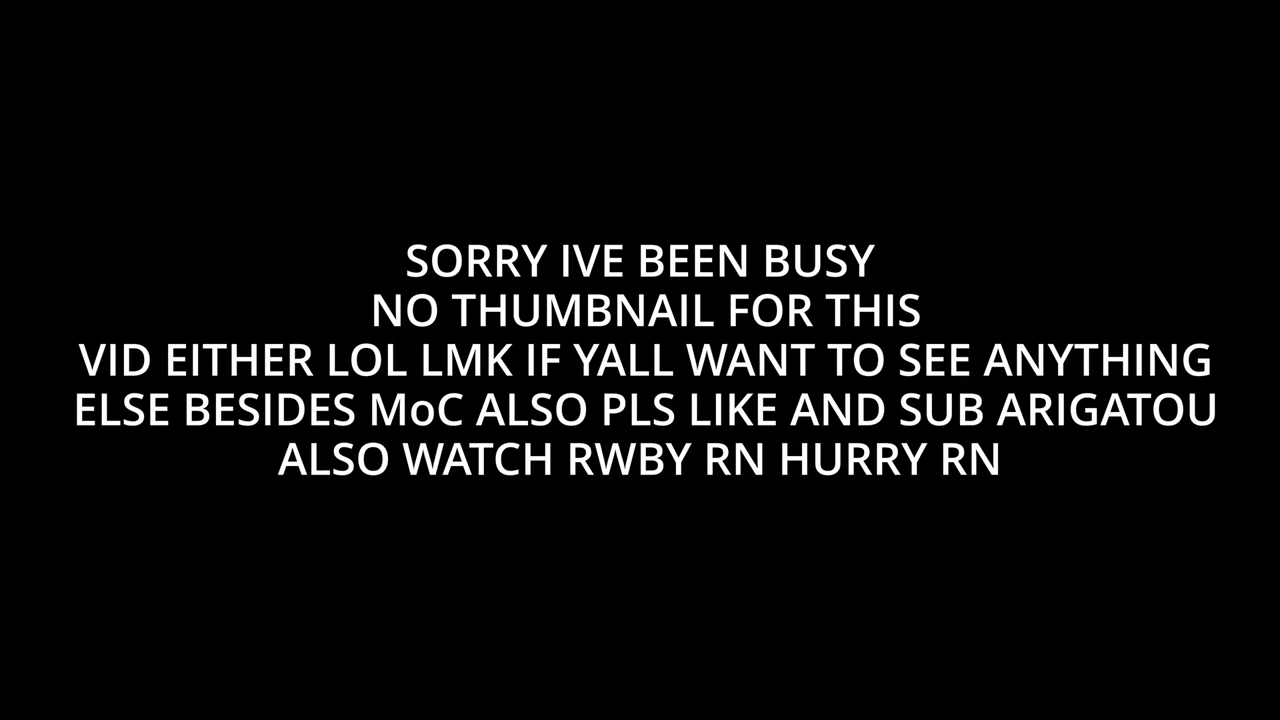 SORRY IVE BEEN BUSY
NO THUMBNAIL FOR THIS
VID EITHER LOL LMK IF YALL WANT TO SEE ANYTHING
ELSE BESIDES MoC ALSO PLS LIKE AND SUB ARIGATOU
ALSO WATCH RWBY RN HURRY RN